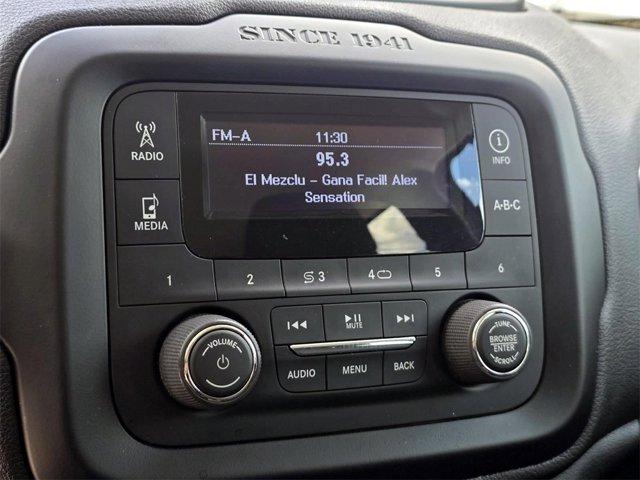 SINCE 1941
FM-A 11:30
95.3
El Mezclu - Gana Facil! Alex
Sensation
RADIO
MEDIA
INFO
A-B-C
1 2 3 4 5 6
VOLUME
MUTE
AUDIO MENU BACK
TUNE
BROWSE
ENTER
SCROLL